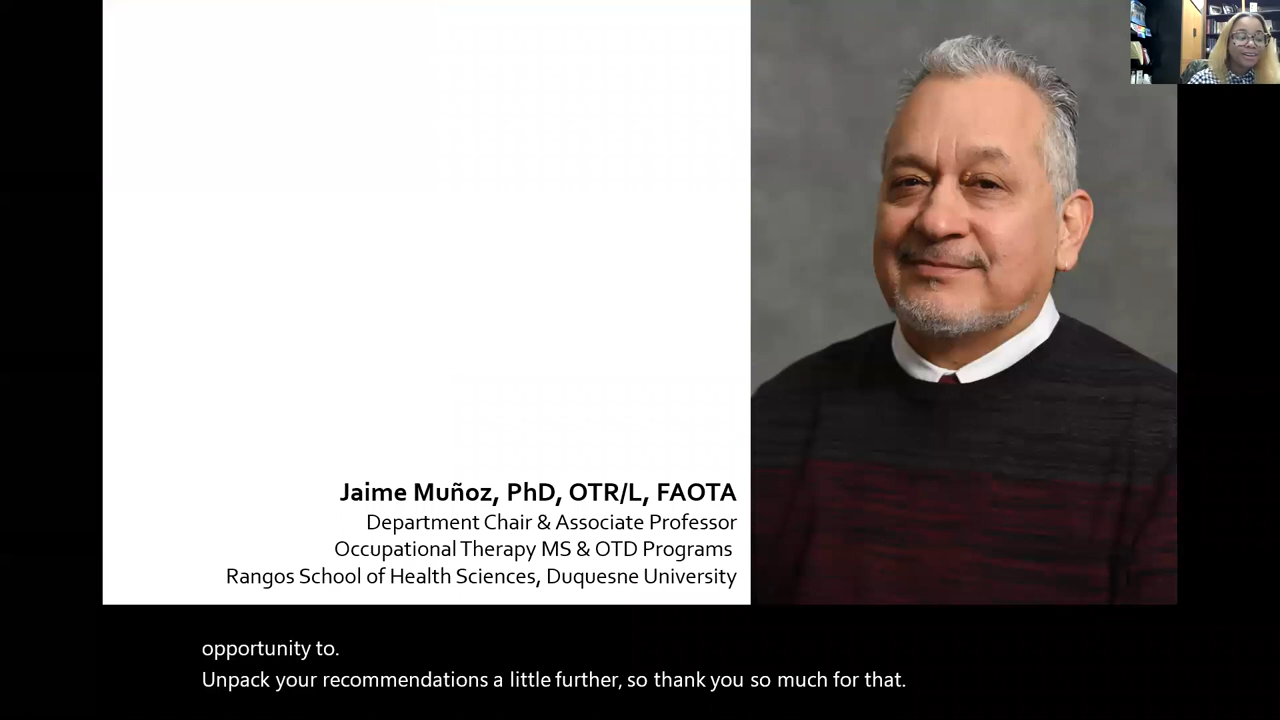 Jaime Muñoz, PhD, OTR/L, FAOTA
Department Chair & Associate Professor
Occupational Therapy MS & OTD Programs
Rangos School of Health Sciences, Duquesne University
opportunity to.
Unpack your recommendations a little further, so thank you so much for that.